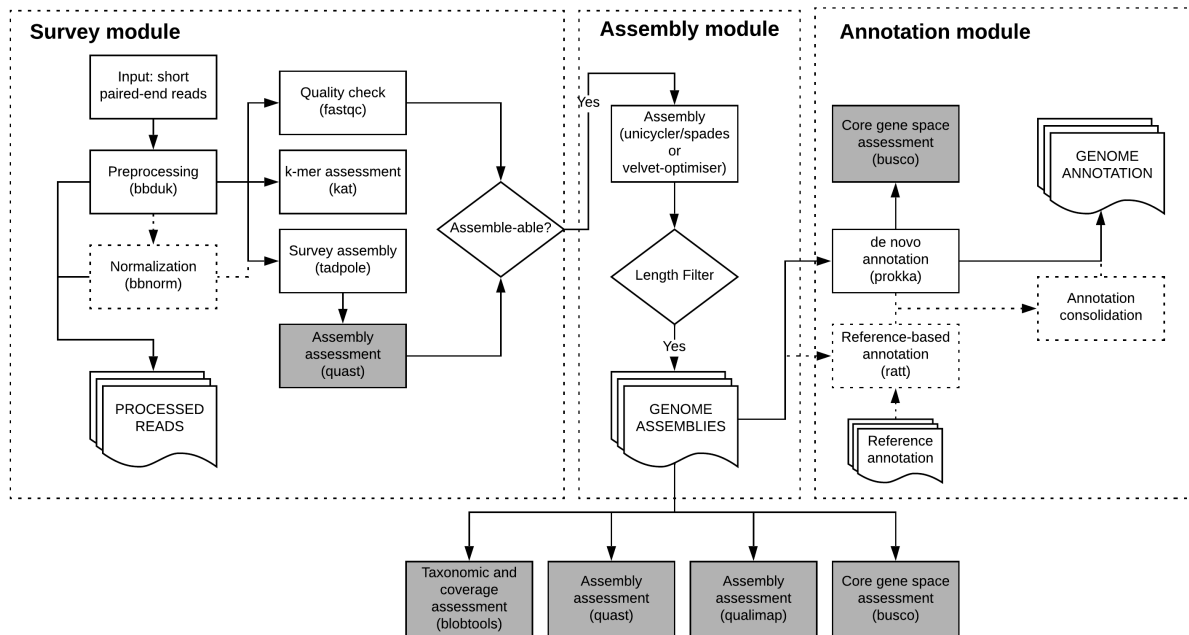 Survey module
Input: short
paired-end reads
Preprocessing
(bbduk)
Normalization
(bbnorm)
PROCESSED
READS
Quality check
(fastqc)
k-mer assessment
(kat)
Survey assembly
(tadpole)
Assembly
assessment
(quast)
Assemble-able?
Yes
Assembly module
Assembly
(unicycler/spades
or
velvet-optimiser)
Length Filter
Yes
GENOME
ASSEMBLIES
Annotation module
Core gene space
assessment
(busco)
GENOME
ANNOTATION
de novo
annotation
(prokka)
Annotation
consolidation
Reference-based
annotation
(ratt)
Reference
annotation
Taxonomic and
coverage
assessment
(blobtools)
Assembly
assessment
(quast)
Assembly
assessment
(qualimap)
Core gene space
assessment
(busco)